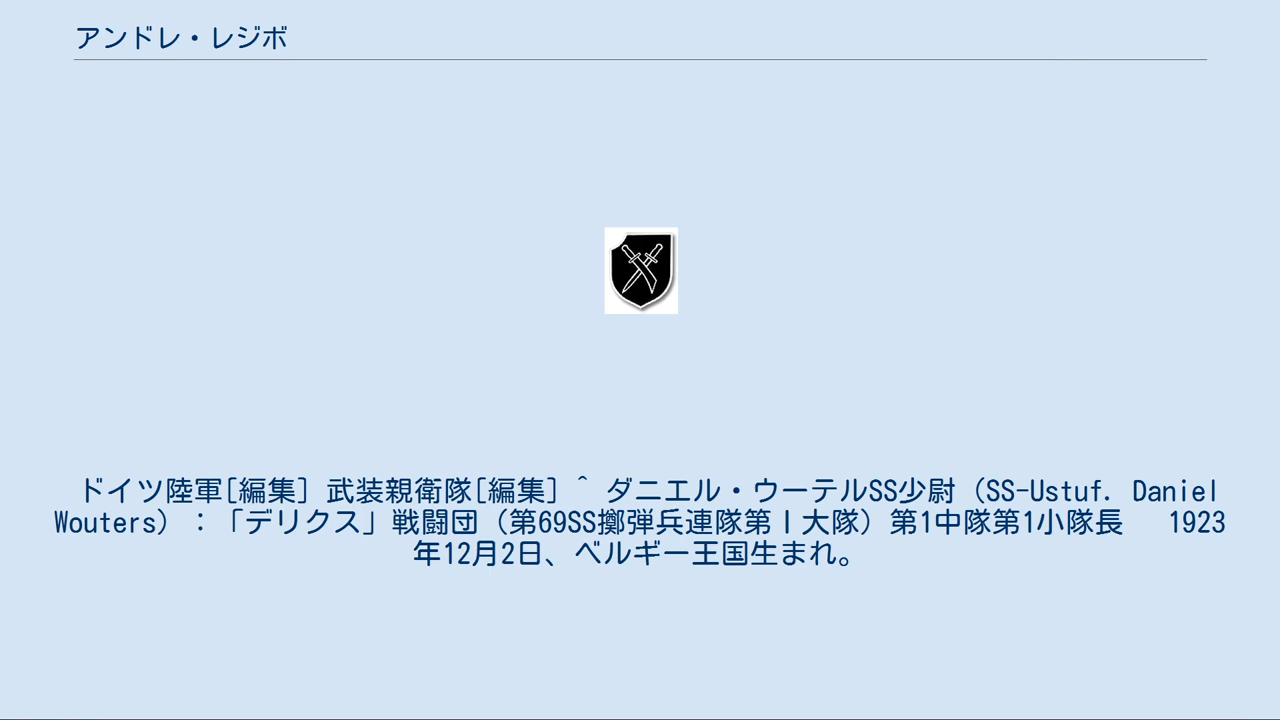 アンドレ・レジボ
ドイツ陸軍[編集] 武装親衛隊[編集] ^ ダニエル・ウーテルSS少尉（SS-Ustuf. Daniel
Wouters）：「デリクス」戦闘団（第69SS擲弾兵連隊第Ⅰ大隊）第1中隊第1小隊長　 1923
年12月2日、ベルギー王国生まれ。